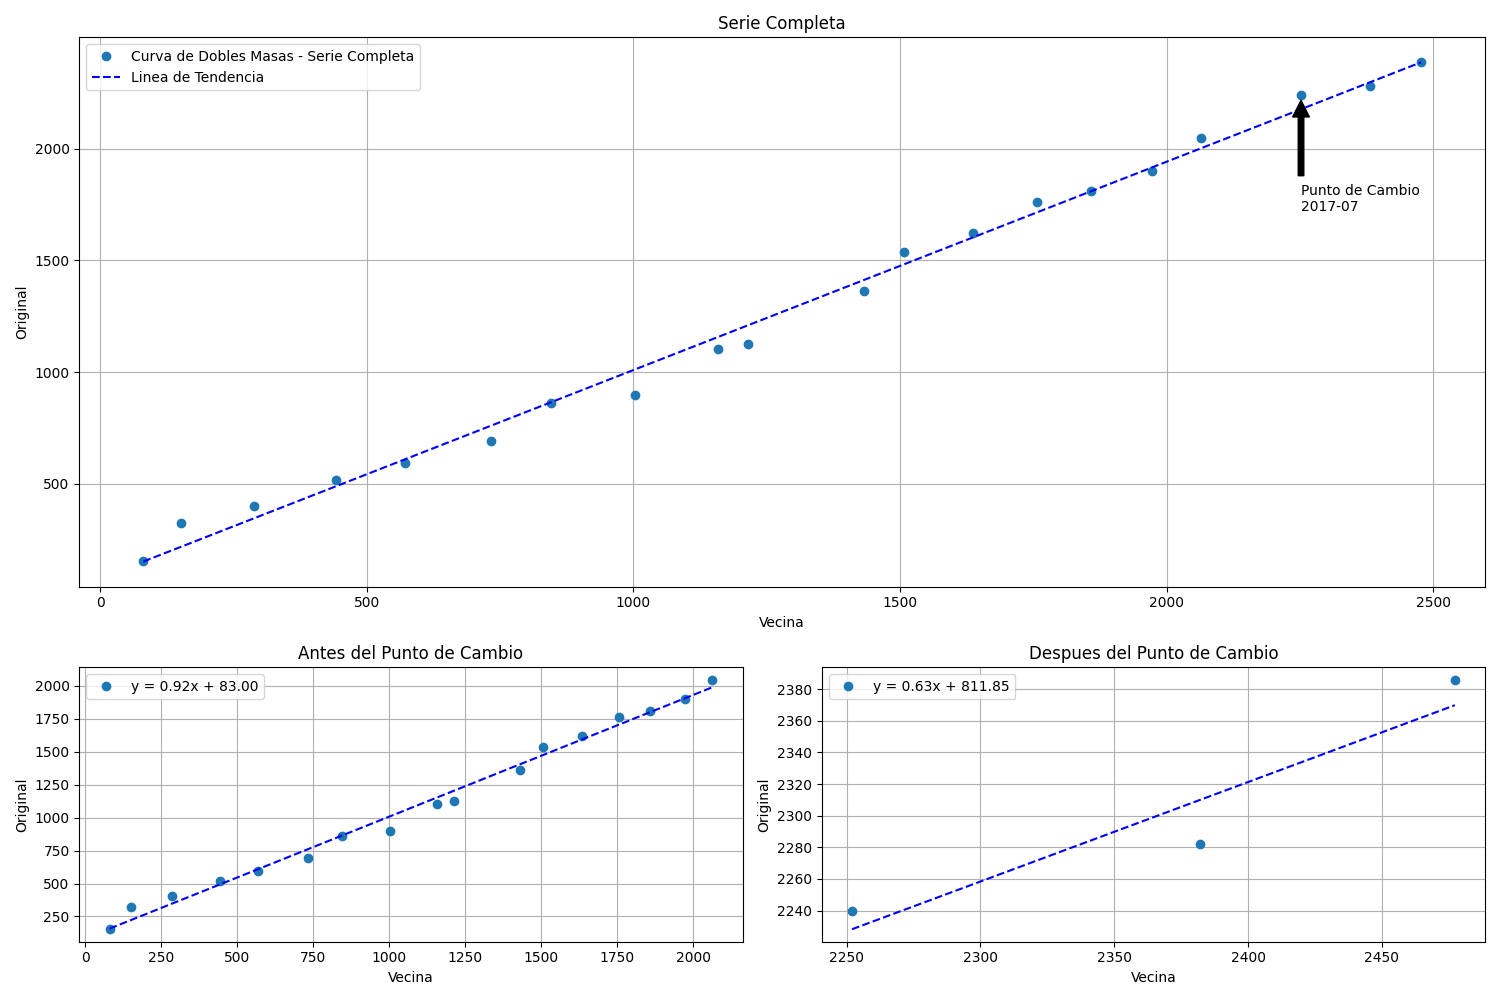 Serie Completa
Curva de Dobles Masas - Serie Completa
Linea de Tendencia
Original
2000
1500
1000
500
Punto de Cambio
2017-07
0 500 1000 1500 2000 2500
Vecina
Antes del Punto de Cambio
y = 0.92x + 83.00
Original
2000
1750
1500
1250
1000
750
500
250
0 250 500 750 1000 1250 1500 1750 2000
Vecina
Despues del Punto de Cambio
y = 0.63x + 811.85
Original
2380
2360
2340
2320
2300
2280
2260
2240
2250 2300 2350 2400 2450
Vecina